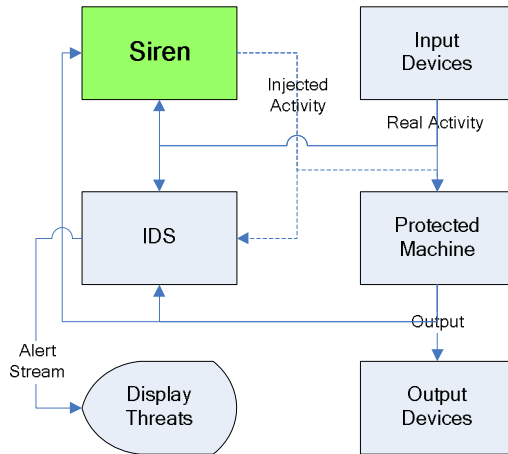 Siren
Input
Devices
Injected
Activity
Real Activity
IDS
Protected
Machine
Output
Alert
Stream
Display
Threats
Output
Devices